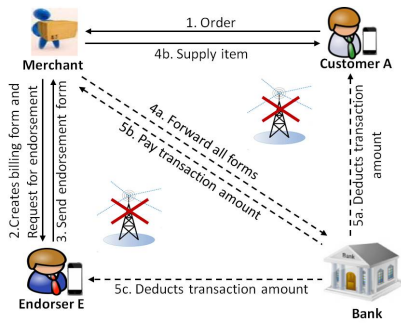 1. Order
4b. Supply item
Merchant
Customer A
2.Creates billing form and
Request for endorsement
3. Send endorsement form
4a. Forward all forms
5b. Pay transaction amount
5a. Deducts transaction
amount
Bank
5c. Deducts transaction amount
Endorser E
Bank